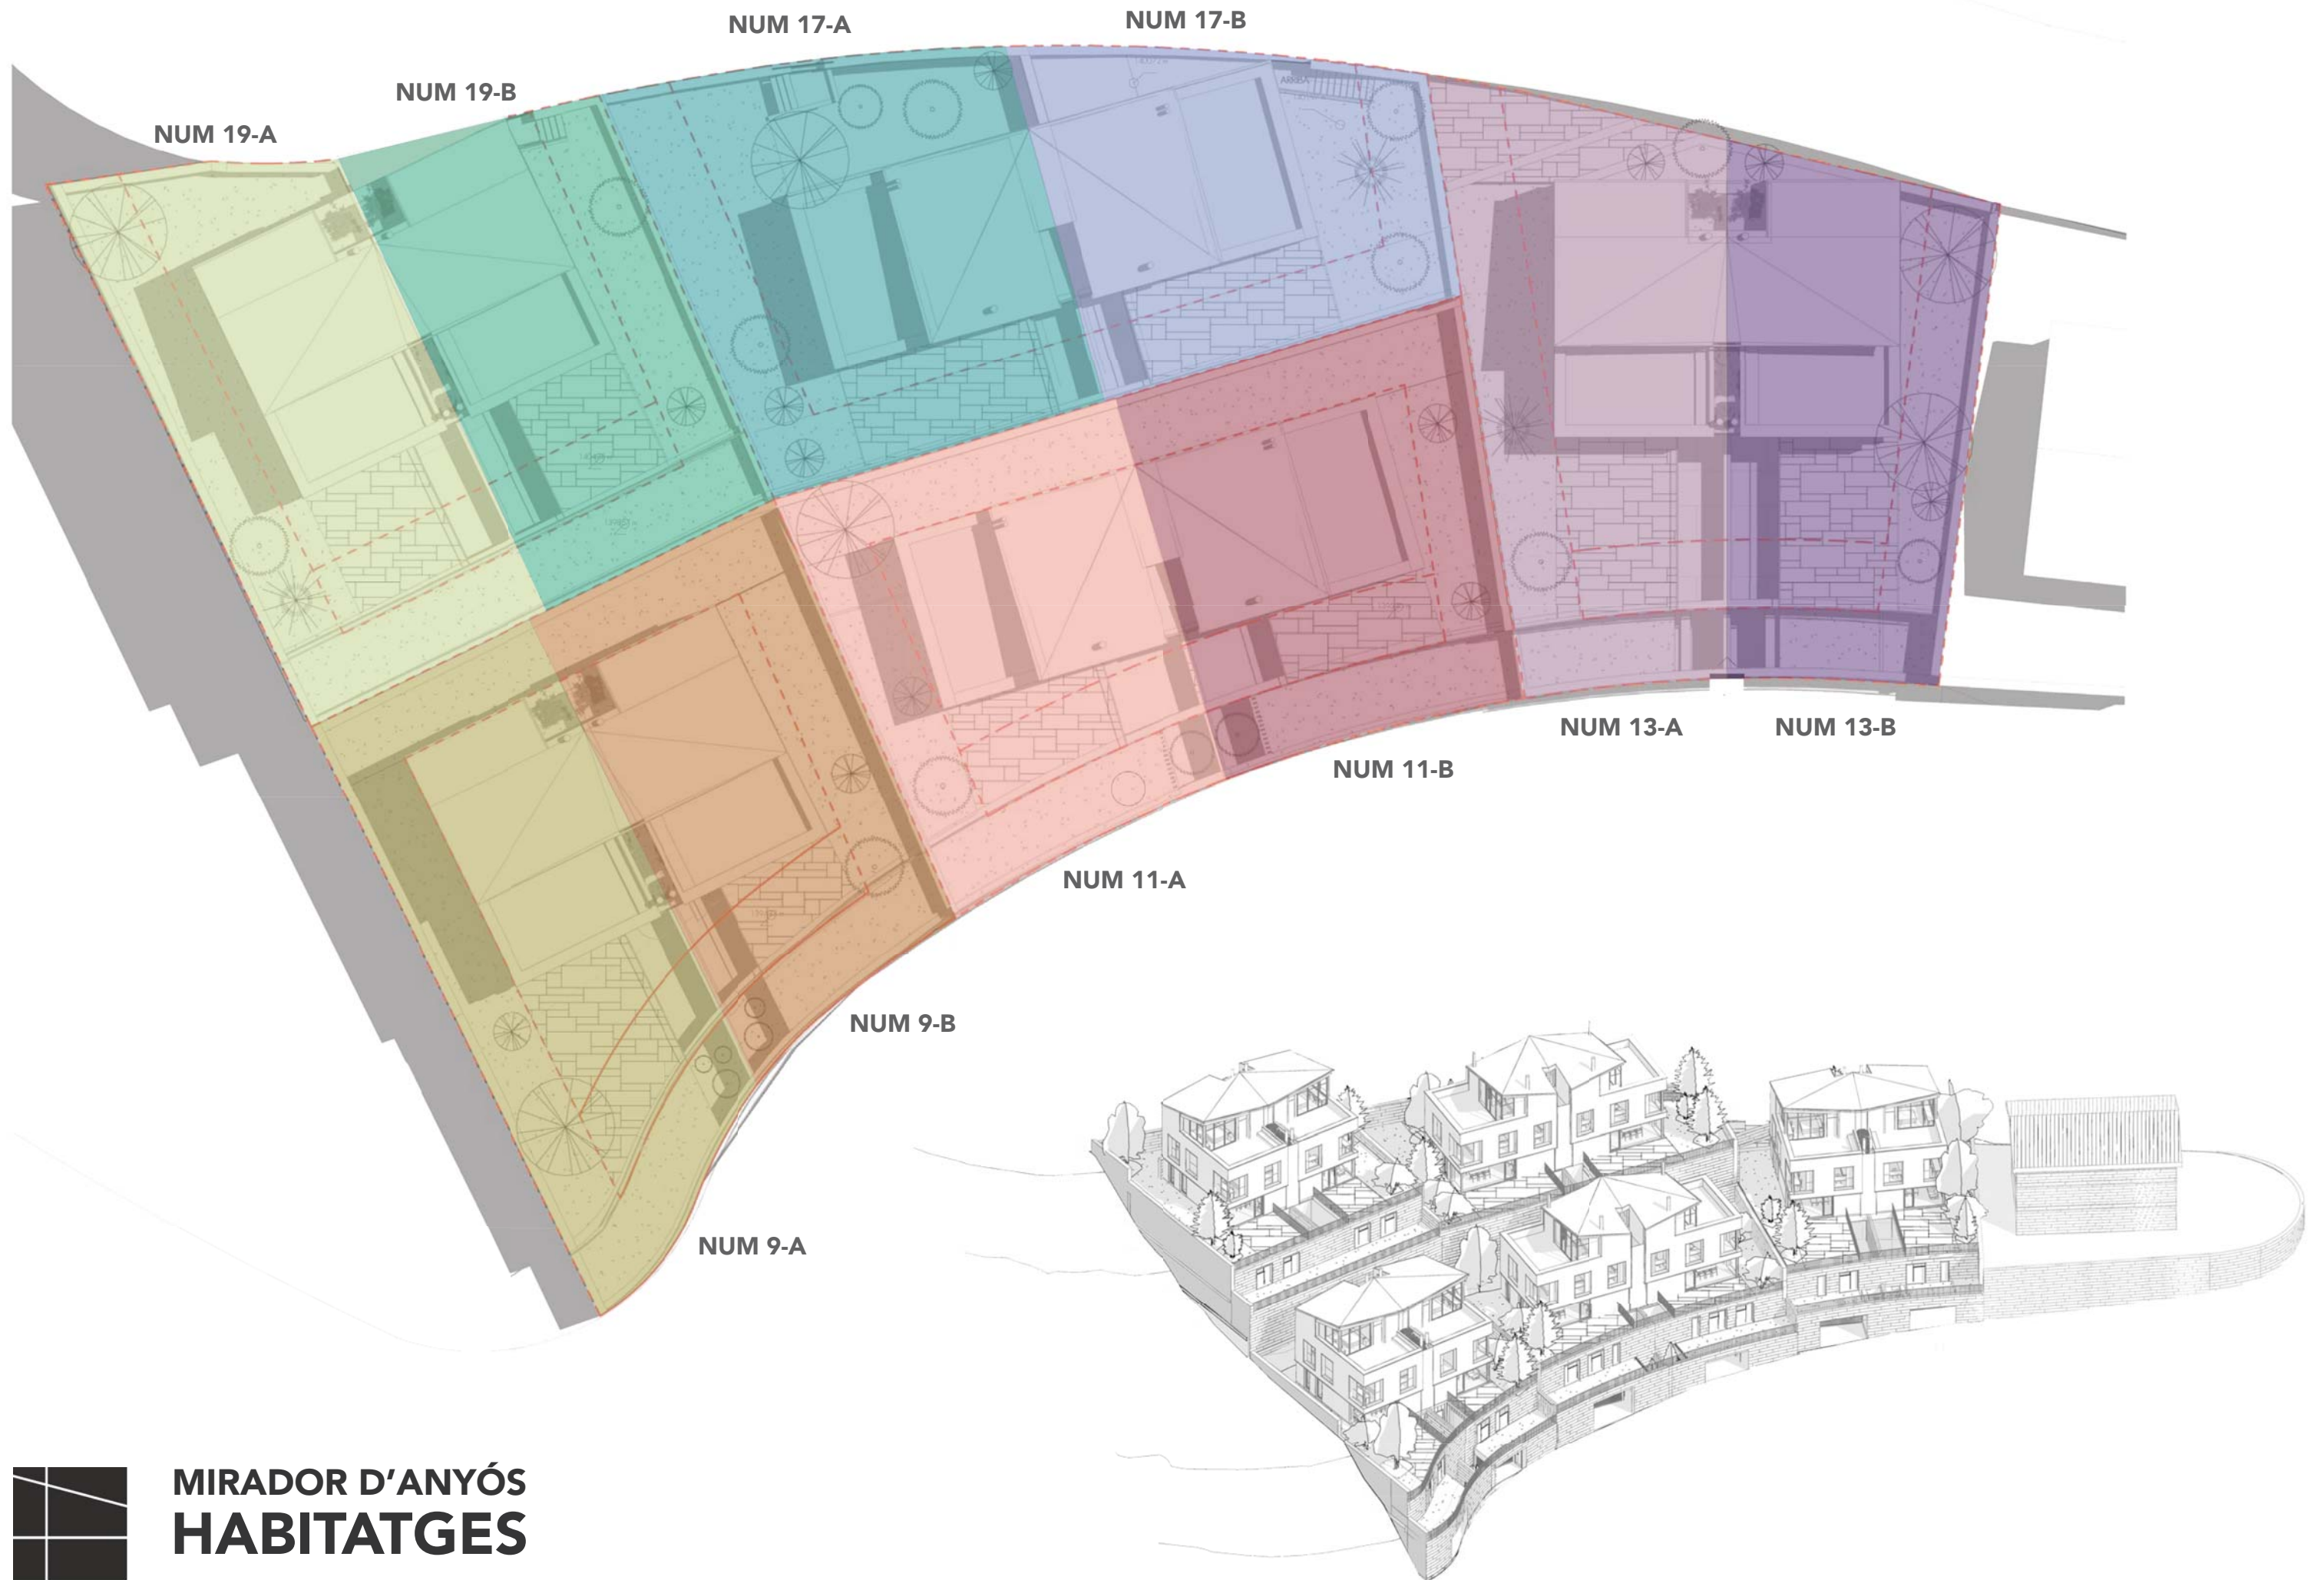 NUM 17-A
NUM 17-B
NUM 19-B
NUM 19-A
NUM 13-A
NUM 13-B
NUM 11-B
NUM 11-A
NUM 9-B
NUM 9-A
MIRADOR D'ANYÓS
HABITATGES